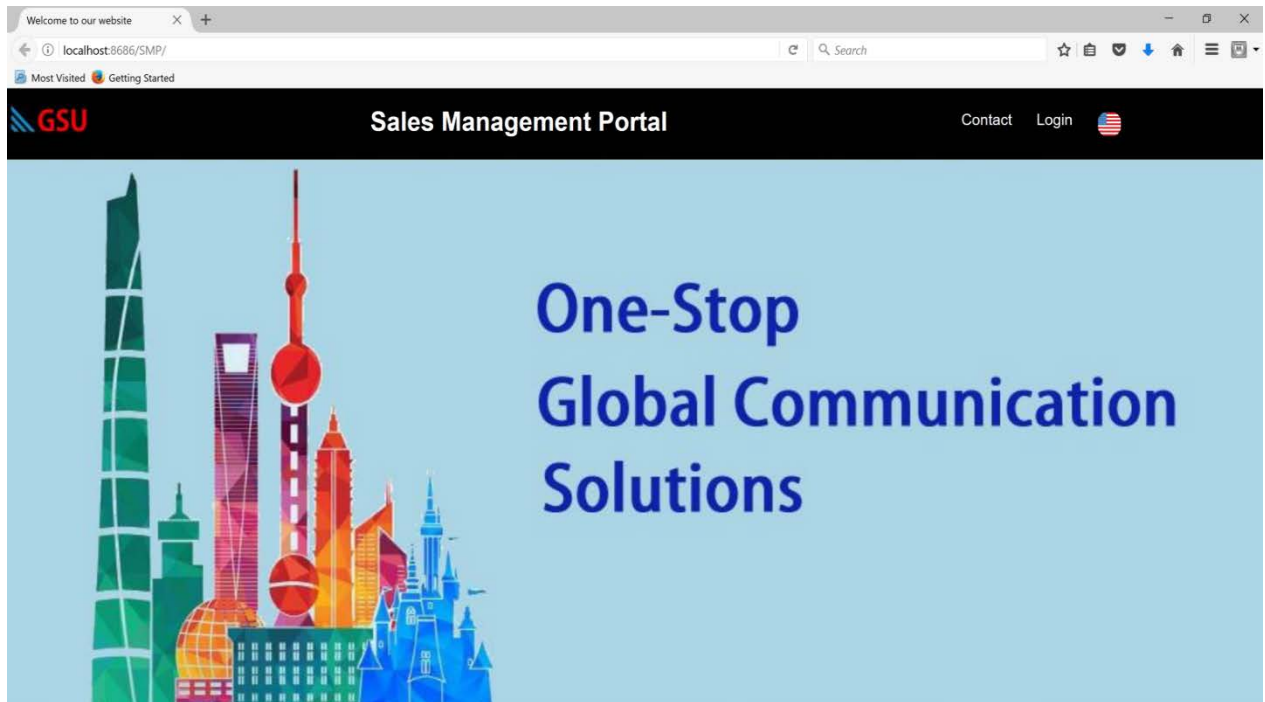 Welcome to our website
localhost:8686/SMP/
Search
Most Visited Getting Started
GSU Sales Management Portal Contact Login
One-Stop
Global Communication
Solutions